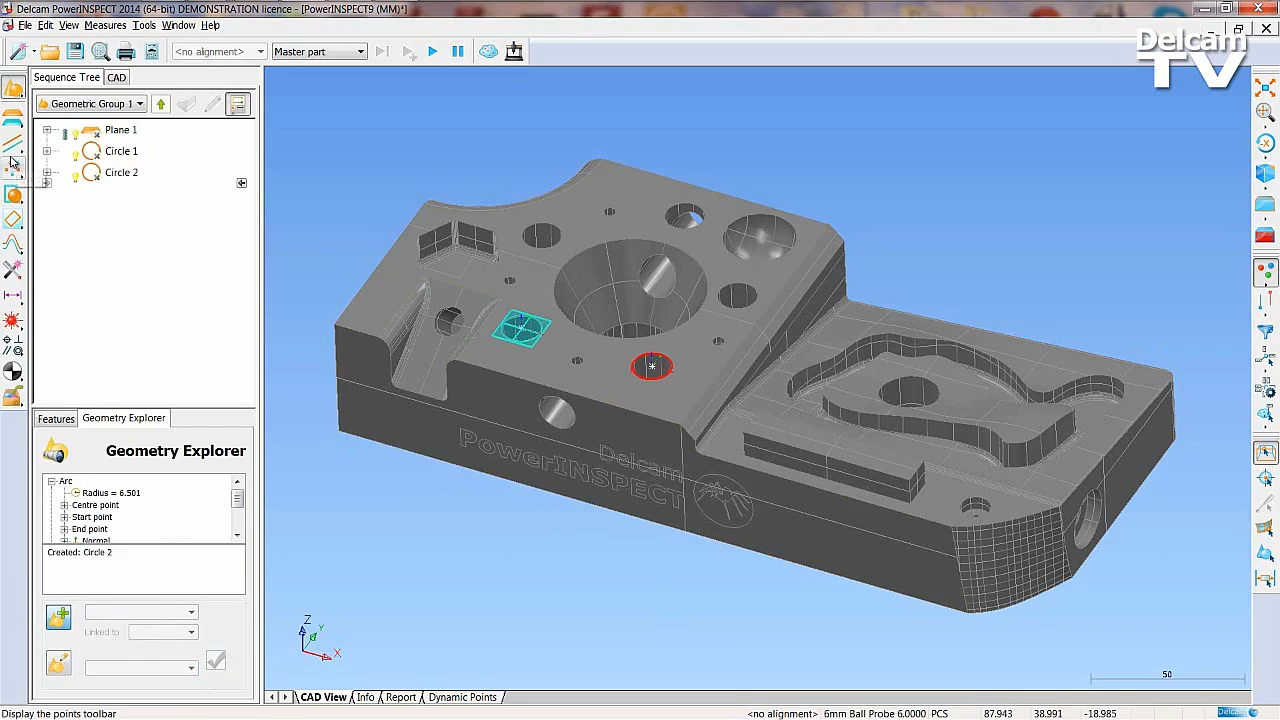 Delcam PowerINSPECT 2014 (64-bit) DEMONSTRATION licence - [PowerINSPECT9 (MM)*]
File Edit View Measures Tools Window Help
<no alignment> Master part
Delcam
TV
Sequence Tree CAD
Geometric Group 1
Plane 1
Circle 1
Circle 2
Delcam
PowerINSPECT
Features Geometry Explorer
Geometry Explorer
Arc
Radius = 6.501
Centre point
Start point
End point
Normal
Created: Circle 2
Linked to
Z
Y
X
50
CAD View Info Report Dynamic Points
Display the points toolbar
<no alignment> 6mm Ball Probe 6.0000 PCS 87.943 38.991 -18.985 Delcam